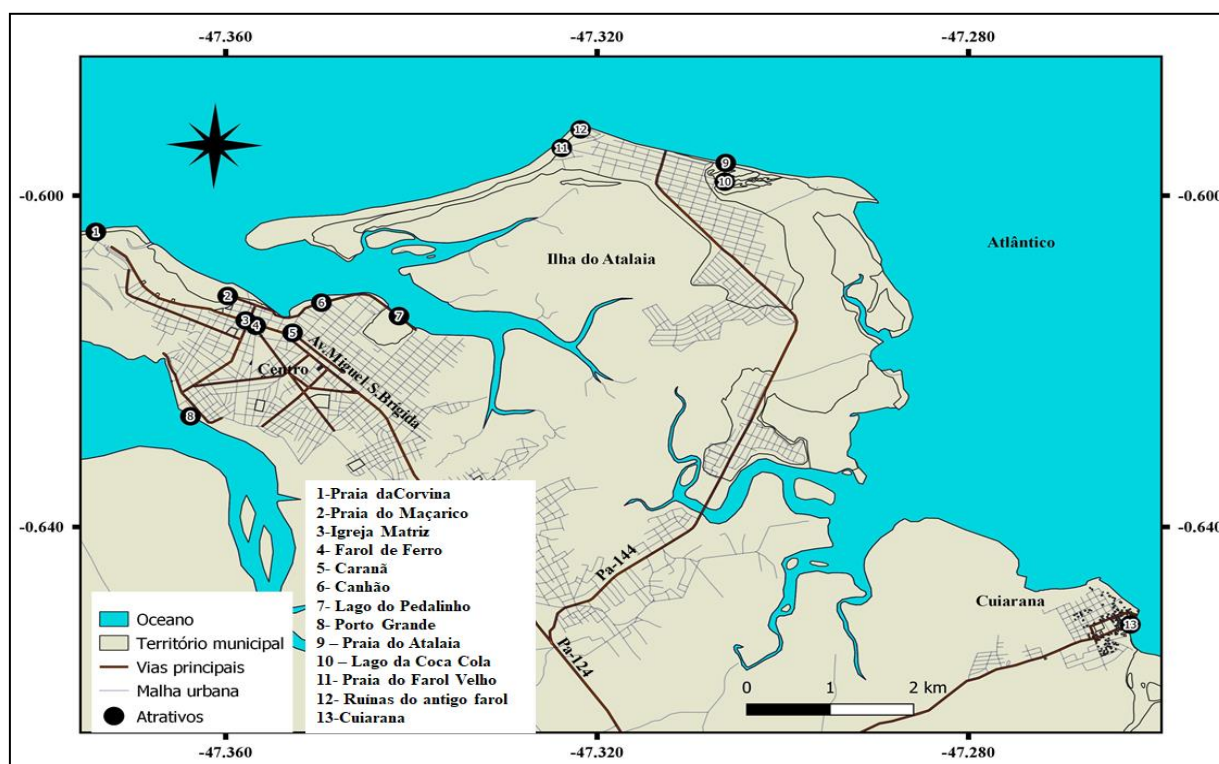 -47.360 -47.320 -47.280
12
11
9
10
-0.600 -0.600
1
Atlântico
Ilha do Atalaia
2
6
7
3
4
5
Av.Miguel S.Brigida
Centro
8
1-Praia daCorvina
2-Praia do Maçarico
3-Igreja Matriz
4- Farol de Ferro
5- Caranã
6- Canhão
7- Lago do Pedalinho
8- Porto Grande
9 – Praia do Atalaia
10 – Lago da Coca Cola
11- Praia do Farol Velho
12- Ruínas do antigo farol
13-Cuiarana
-0.640 -0.640
Pa-144
Pa-124
Cuiarana
13
Oceano
Território municipal
Vias principais
Malha urbana
Atrativos
0 1 2 km
-47.360 -47.320 -47.280